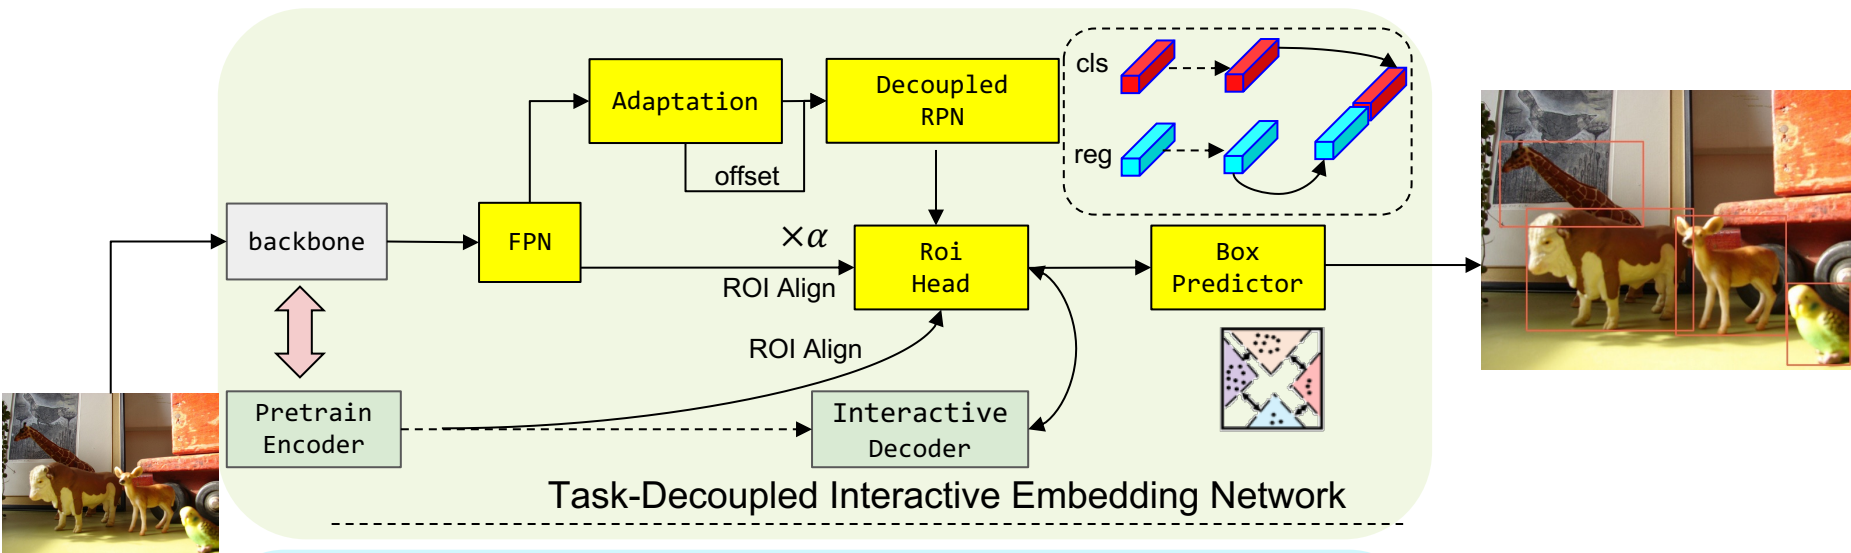 cls
Adaptation
Decoupled
RPN
reg
offset
backbone
FPN
×α
Roi
Head
Box
Predictor
ROI Align
ROI Align
Pretrain
Encoder
Interactive
Decoder
Task-Decoupled Interactive Embedding Network